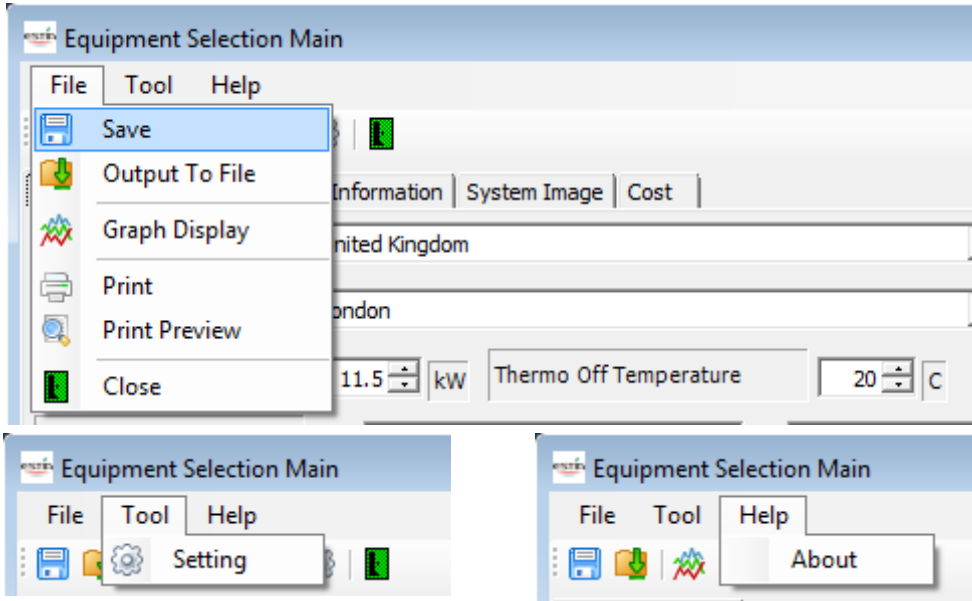 Equipment Selection Main
File Tool Help
Save
Output To File
Information System Image Cost
Graph Display
nited Kingdom
Print
ondon
Print Preview
11.5 kW Thermo Off Temperature 20 C
Close
Equipment Selection Main
File Tool Help
Setting
Equipment Selection Main
File Tool Help
About